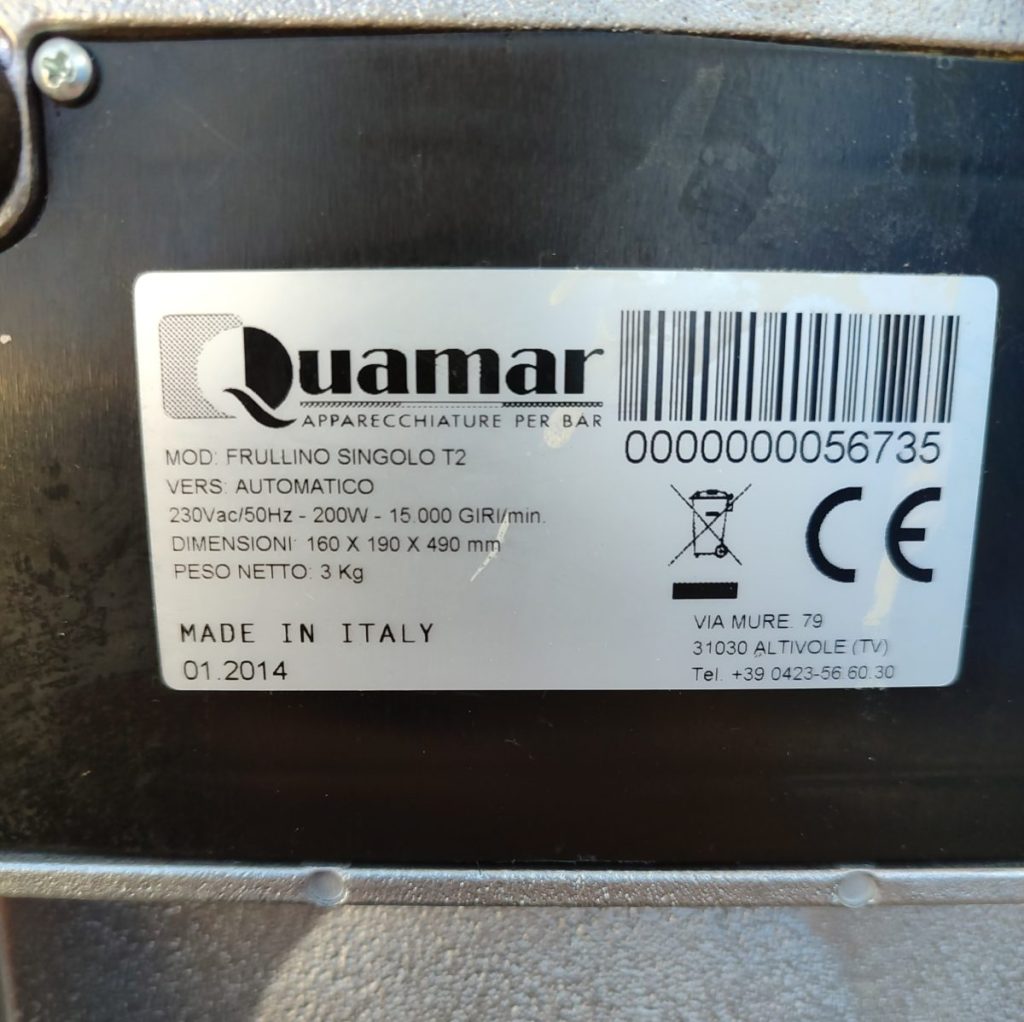 Quamar
APPARECCHIATURE PER BAR
0000000056735
MOD: FRULLINO SINGOLO T2
VERS: AUTOMATICO
230Vac/50Hz - 200W - 15.000 GIRI/min.
DIMENSIONI: 160 X 190 X 490 mm
PESO NETTO: 3 Kg
CE
MADE IN ITALY
01.2014
VIA MURE. 79
31030 ALTIVOLE (TV)
Tel. +39 0423-56.60.30